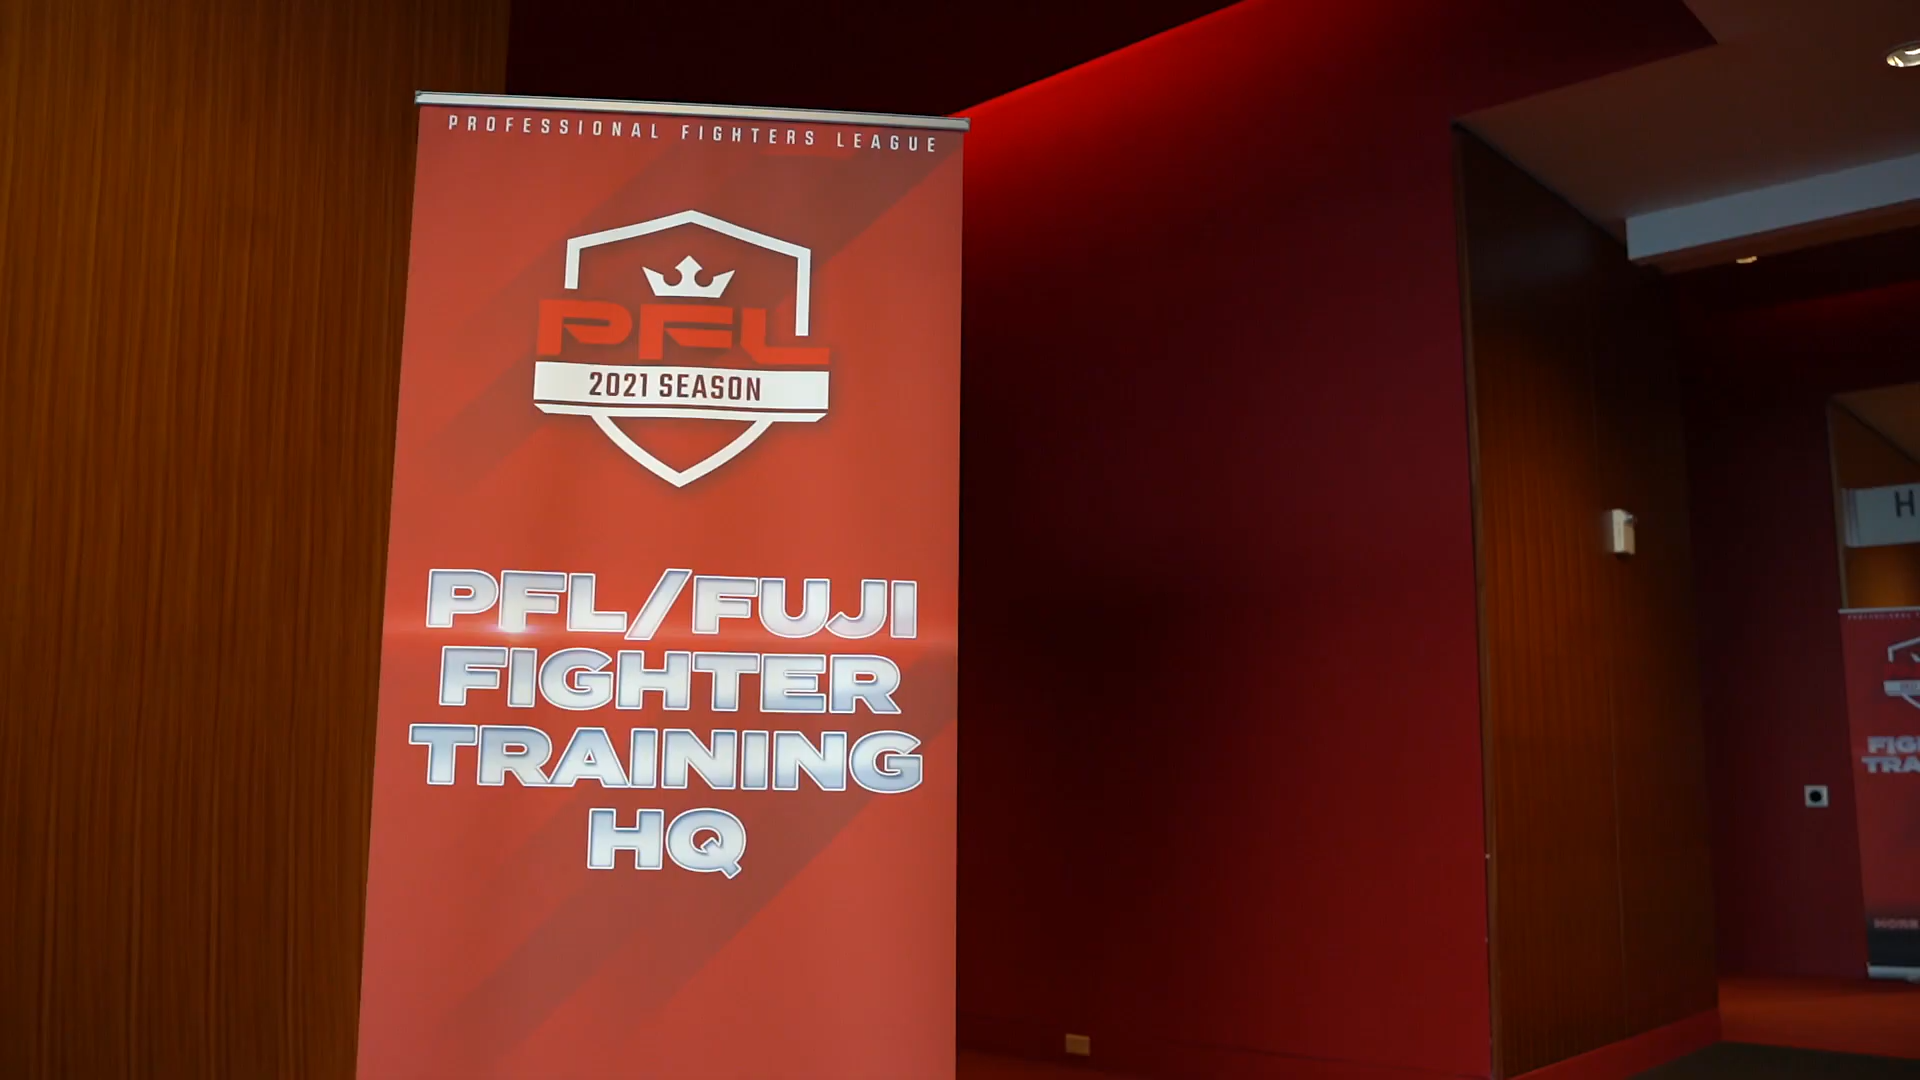 PROFESSIONAL FIGHTERS LEAGUE
PFL
2021 SEASON
PFL/FUJI
FIGHTER
TRAINING
HQ
H